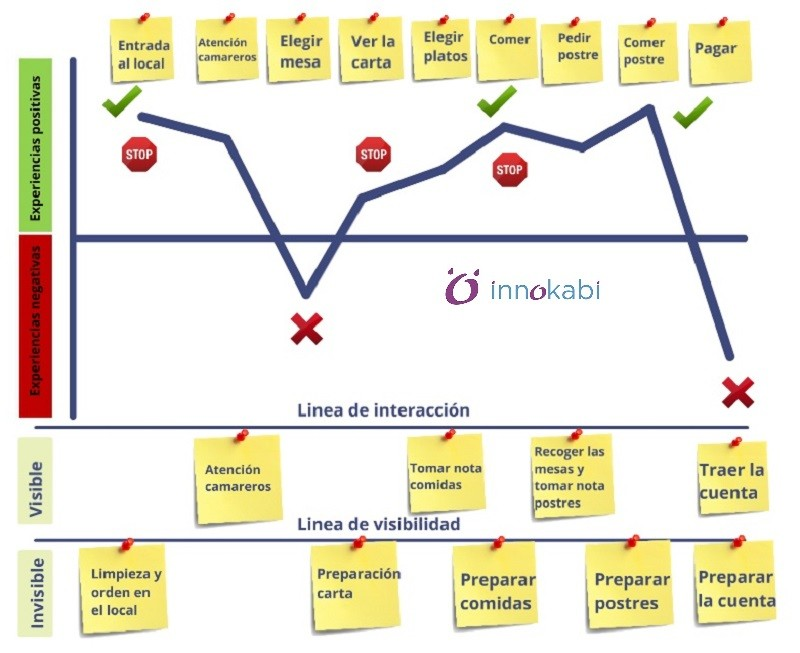 Entrada
al local
Atención
camareros
Elegir
mesa
Ver la
carta
Elegir
platos
Comer
Pedir
postre
Comer
postre
Pagar
Experiencias positivas
STOP
STOP
STOP
Experiencias negativas
innokabi
Linea de interacción
Visible
Atención
camareros
Tomar nota
comidas
Recoger las
mesas y
tomar nota
postres
Traer la
cuenta
Linea de visibilidad
Invisible
Limpieza y
orden en
el local
Preparación
carta
Preparar
comidas
Preparar
postres
Preparar
la cuenta